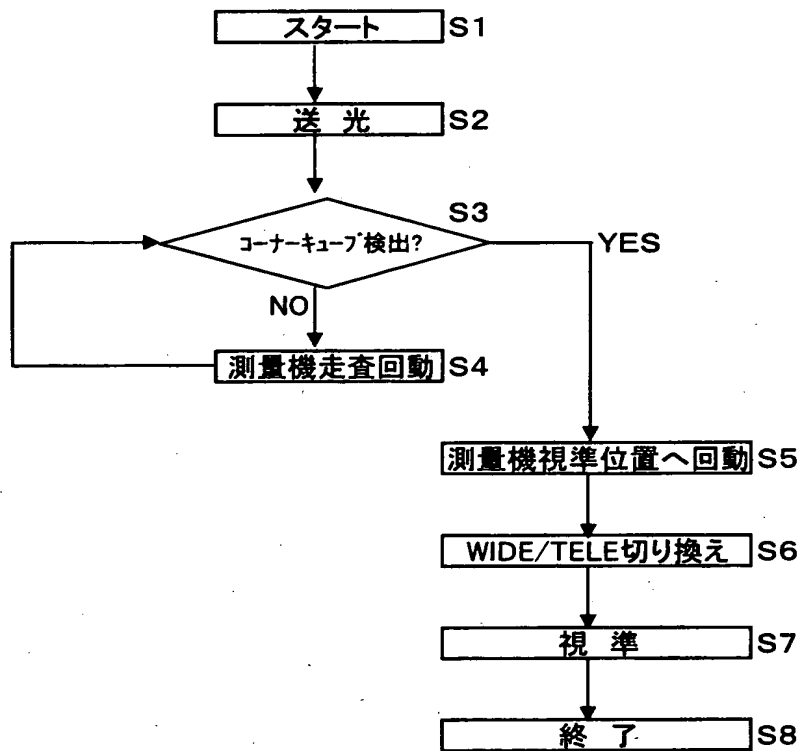 スタート S1
送 光 S2
S3
コーナーキューブ検出?
YES
NO
測量機走査回動 S4
測量機視準位置へ回動 S5
WIDE/TELE切り換え S6
視 準 S7
終 了 S8